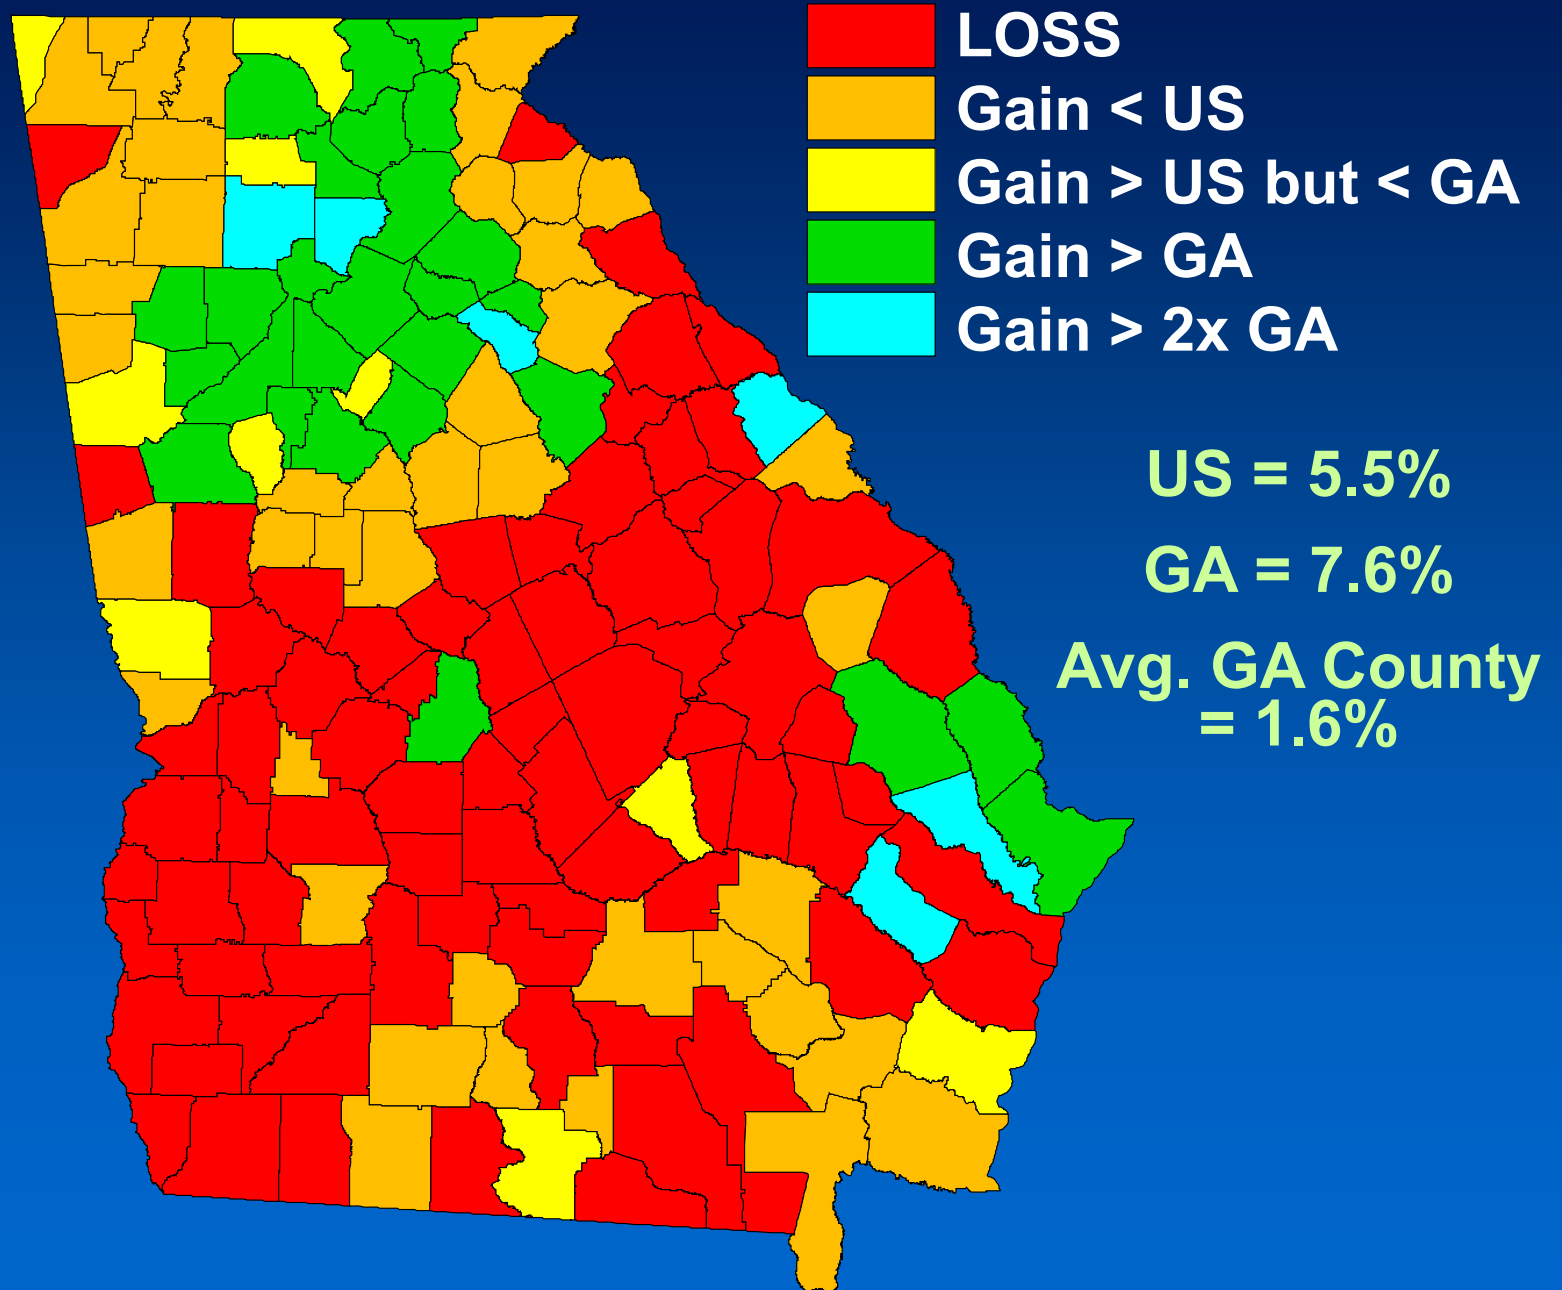 LOSS
Gain < US
Gain > US but < GA
Gain > GA
Gain > 2x GA
US = 5.5%
GA = 7.6%
Avg. GA County
= 1.6%